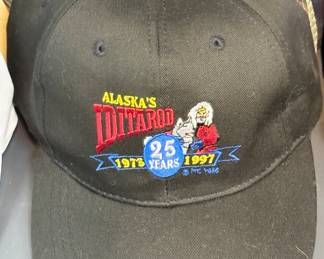 ALASKA'S
IDITAROD
1973 25 1997
YEARS